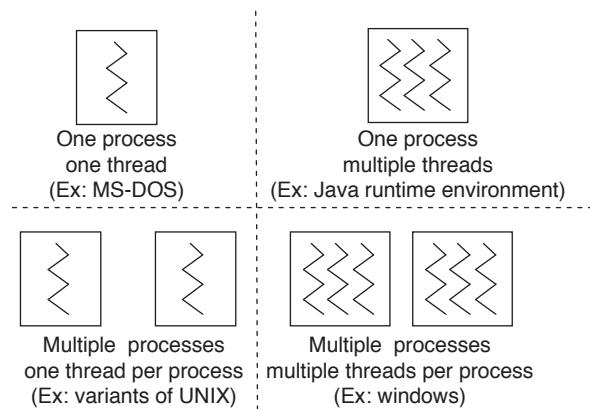 One process
one thread
(Ex: MS-DOS)
One process
multiple threads
(Ex: Java runtime environment)
Multiple processes
one thread per process
(Ex: variants of UNIX)
Multiple processes
multiple threads per process
(Ex: windows)